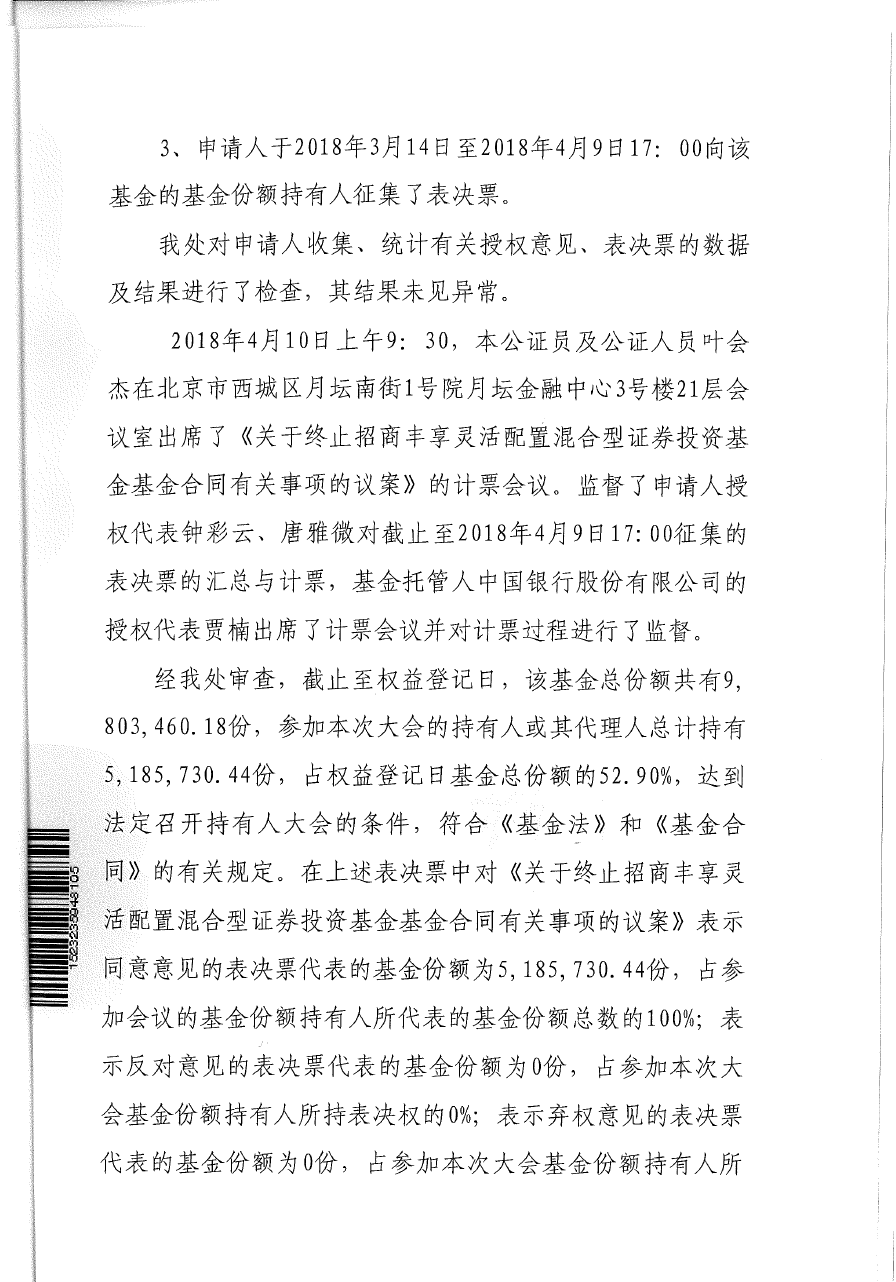 3、申请人于2018年3月14日至2018年4月9日17：00向该
基金的基金份额持有人征集了表决票。
我处对申请人收集、统计有关授权意见、表决票的数据
及结果进行了检查，其结果未见异常。
2018年4月10日上午9：30，本公证员及公证人员叶会
杰在北京市西城区月坛南街1号院月坛金融中心3号楼21层会
议室出席了《关于终止招商丰享灵活配置混合型证券投资基
金基金合同有关事项的议案》的计票会议。监督了申请人授
权代表钟彩云、唐雅微对截止至2018年4月9日17:00征集的
表决票的汇总与计票，基金托管人中国银行股份有限公司的
授权代表贾楠出席了计票会议并对计票过程进行了监督。
经我处审查，截止至权益登记日，该基金总份额共有9,
803,460.18份，参加本次大会的持有人或其代理人总计持有
5,185,730.44份，占权益登记日基金总份额的52.90%，达到
法定召开持有人大会的条件，符合《基金法》和《基金合
同》的有关规定。在上述表决票中对《关于终止招商丰享灵
活配置混合型证券投资基金基金合同有关事项的议案》表示
同意意见的表决票代表的基金份额为5,185,730.44份，占参
加会议的基金份额持有人所代表的基金份额总数的100%；表
示反对意见的表决票代表的基金份额为0份，占参加本次大
会基金份额持有人所持表决权的0%；表示弃权意见的表决票
代表的基金份额为0份，占参加本次大会基金份额持有人所
1523235948105